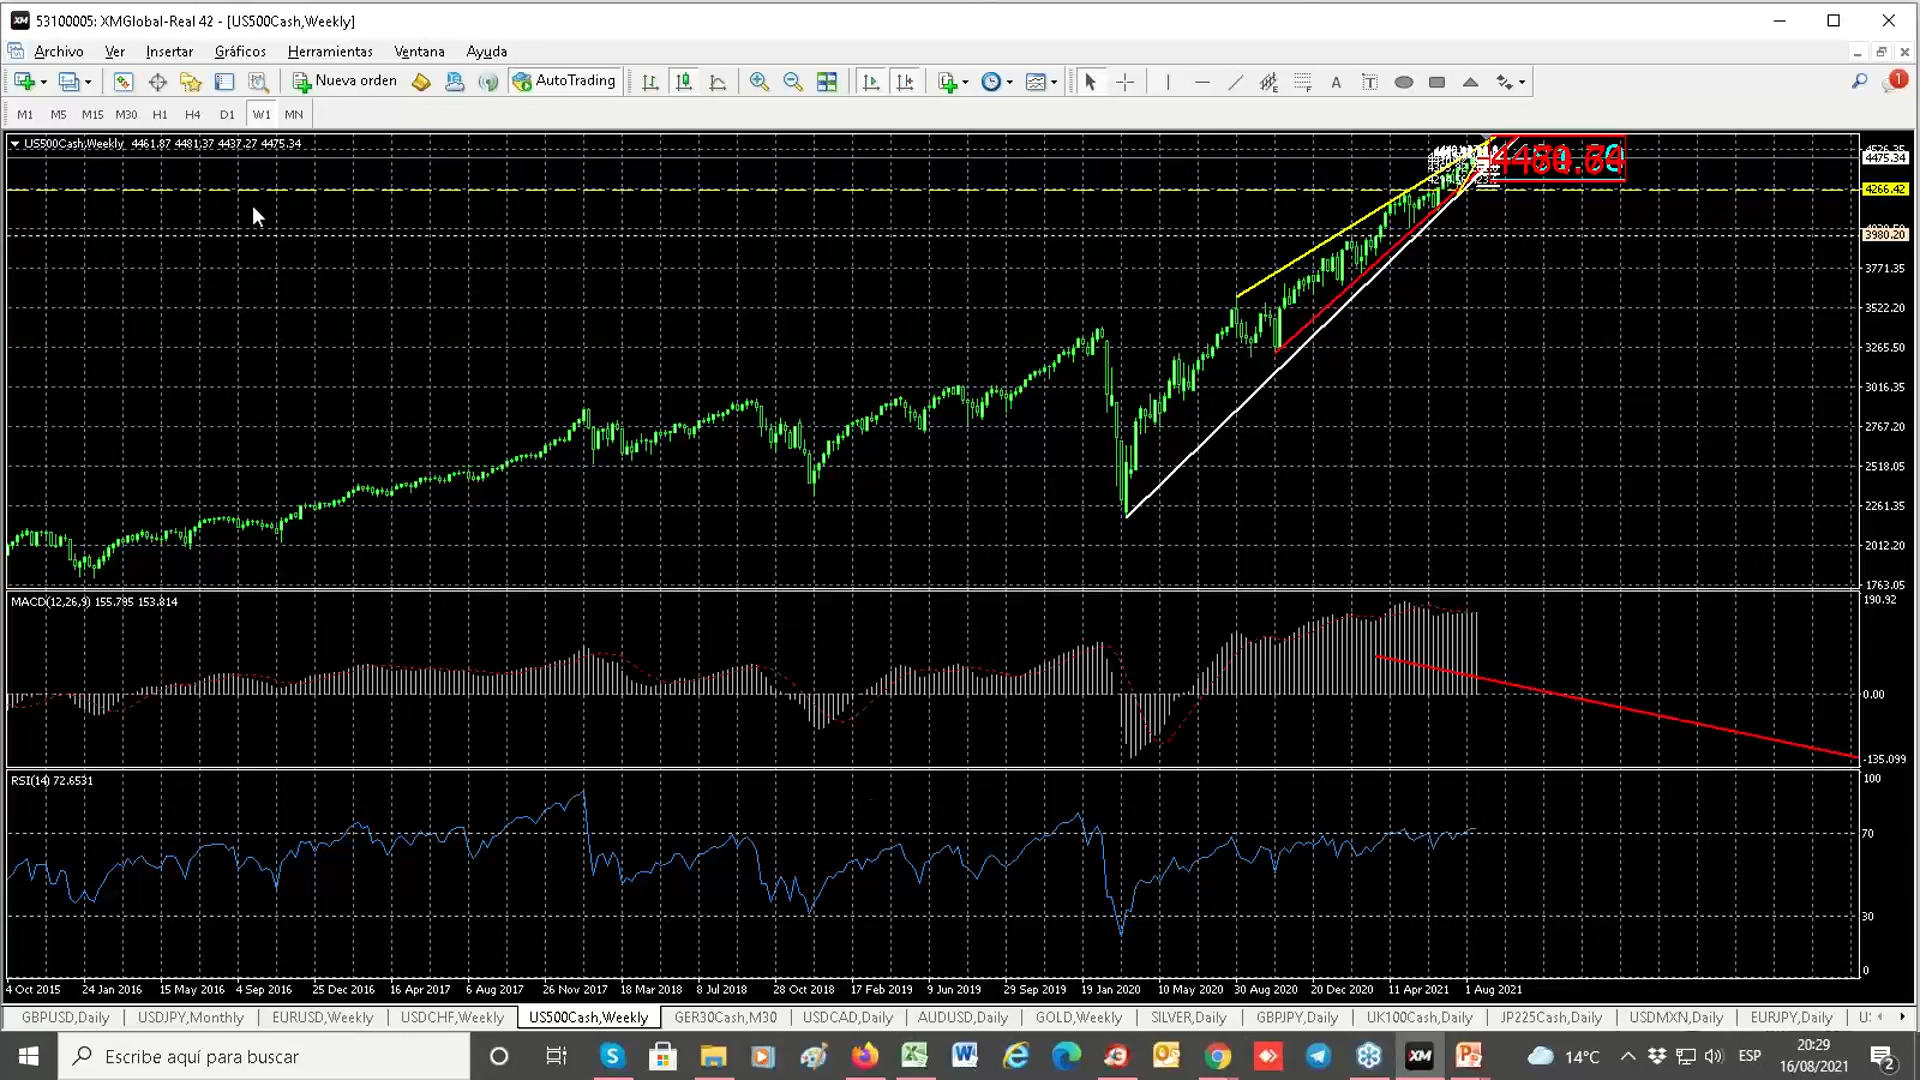 53100005: XMGlobal-Real 42 - [US500Cash,Weekly]
Archivo Ver Insertar Gráficos Herramientas Ventana Ayuda
Nueva orden AutoTrading A T 1
M1 M5 M15 M30 H1 H4 D1 W1 MN
US500Cash,Weekly 4461.87 4481.37 4437.27 4475.34
4526.35
4475.34
4266.42
3980.20
3771.35
3522.20
3265.50
3016.35
2767.20
2518.05
2261.35
2012.20
1763.05
MACD(12,26,9) 155.795 153.814
190.92
0.00
-135.099
RSI(14) 72.6531
100
70
30
0
4 Oct 2015 24 Jan 2016 15 May 2016 4 Sep 2016 25 Dec 2016 16 Apr 2017 6 Aug 2017 26 Nov 2017 18 Mar 2018 8 Jul 2018 28 Oct 2018 17 Feb 2019 9 Jun 2019 29 Sep 2019 19 Jan 2020 10 May 2020 30 Aug 2020 20 Dec 2020 11 Apr 2021 1 Aug 2021
GBPUSD,Daily USDJPY,Monthly EURUSD,Weekly USDCHF,Weekly US500Cash,Weekly GER30Cash,M30 USDCAD,Daily AUDUSD,Daily GOLD,Weekly SILVER,Daily GBPJPY,Daily UK100Cash,Daily JP225Cash,Daily USDMXN,Daily EURJPY,Daily
Escribe aquí para buscar 14°C ESP 20:29
16/08/2021 2